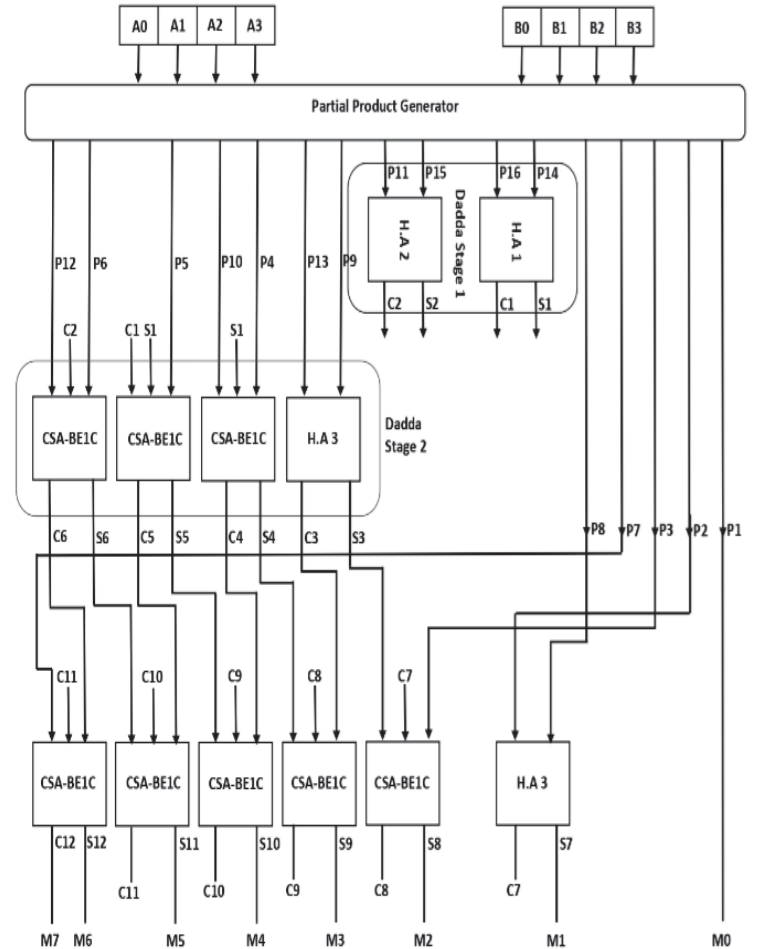 A0 A1 A2 A3 B0 B1 B2 B3
Partial Product Generator
P11 P15 P16 P14
H.A 2 Dadda Stage 1 H.A 1
P12 P6 P5 P10 P4 P13 P9
C2 S2 C1 S1
C2 C1 S1 S1
CSA-BE1C CSA-BE1C CSA-BE1C H.A 3
Dadda
Stage 2
C6 S6 C5 S5 C4 S4 C3 S3 P8 P7 P3 P2 P1
C11 C10 C9 C8 C7
CSA-BE1C CSA-BE1C CSA-BE1C CSA-BE1C CSA-BE1C H.A 3
C12 S12 S11 S10 S9 S8 S7
C11 C10 C9 C8 C7
M7 M6 M5 M4 M3 M2 M1 M0